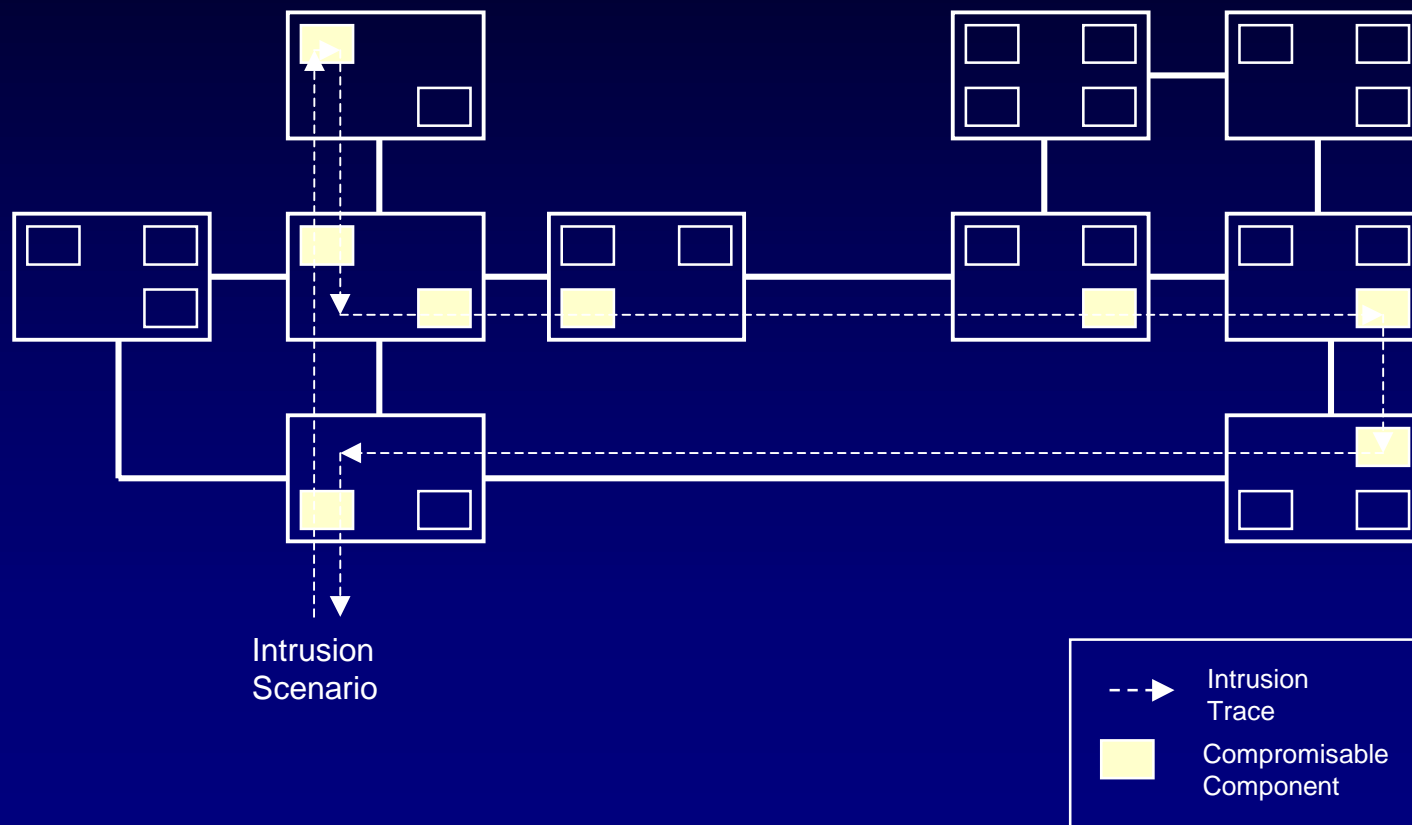 Intrusion
Scenario
Intrusion
Trace
Compromisable
Component